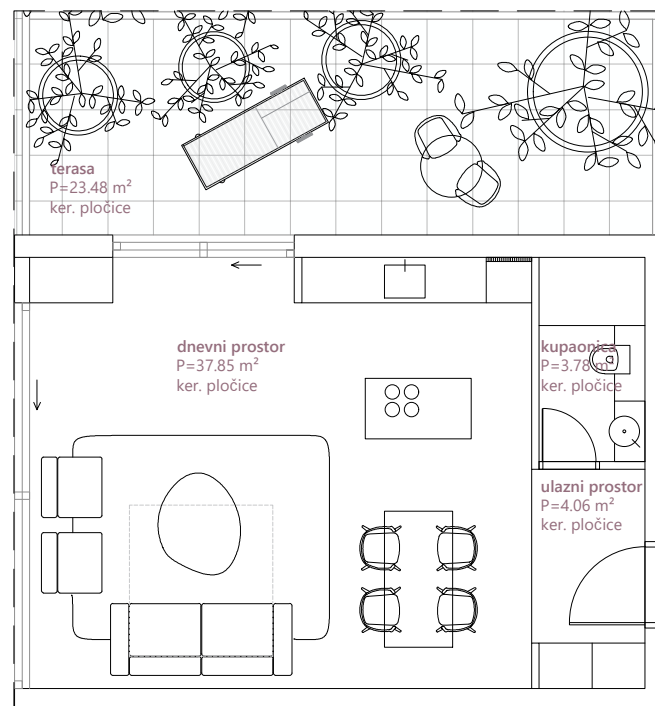 terasa
P=23.48 m²
ker. pločice
dnevni prostor
P=37.85 m²
ker. pločice
kupaonica
P=3.78 m²
ker. pločice
ulazni prostor
P=4.06 m²
ker. pločice